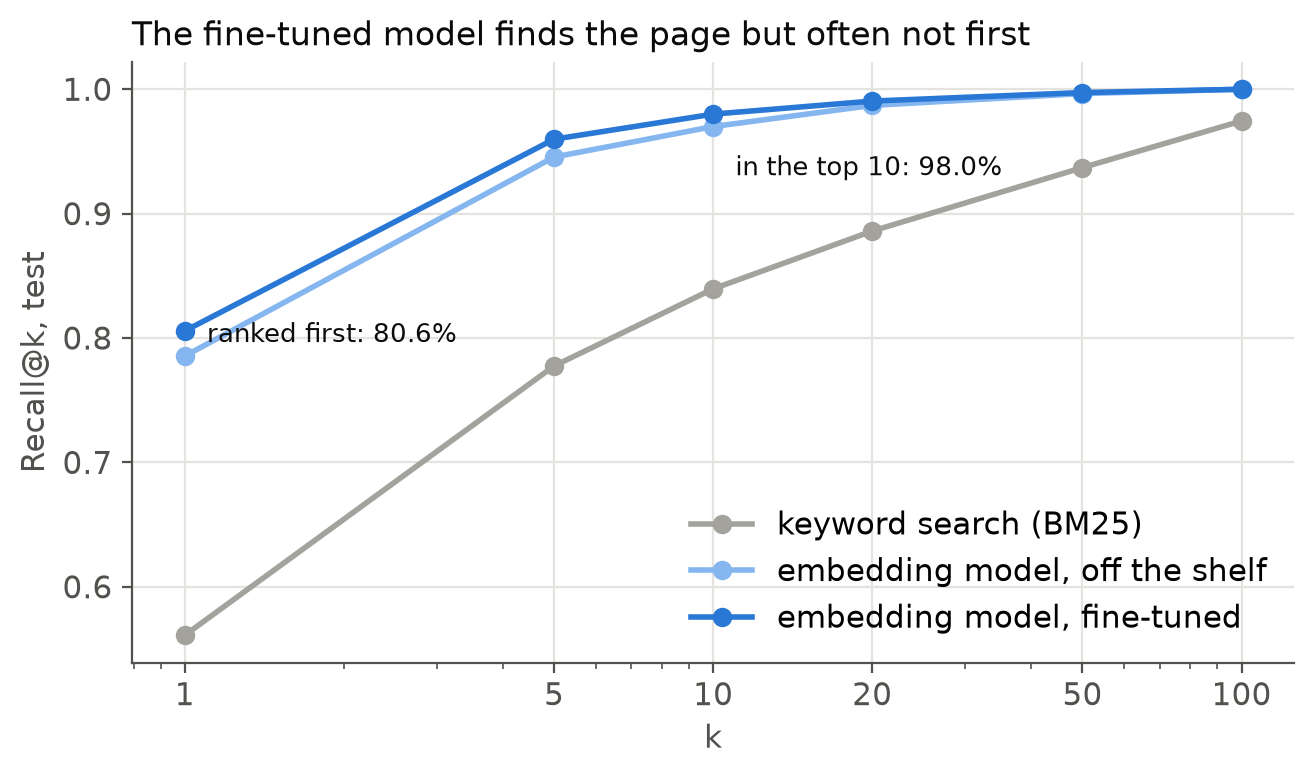 The fine-tuned model finds the page but often not first
Recall@k, test
1.0
0.9
0.8
0.7
0.6
in the top 10: 98.0%
ranked first: 80.6%
keyword search (BM25)
embedding model, off the shelf
embedding model, fine-tuned
1 5 10 20 50 100
k